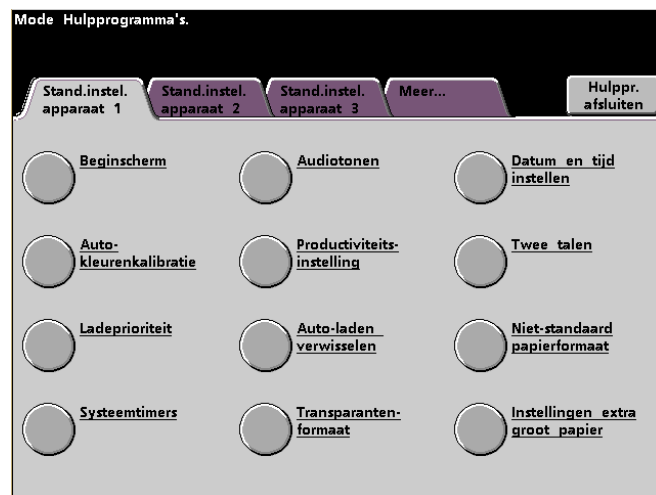 Mode Hulpprogramma's.
Stand.instel.
apparaat 1
Stand.instel.
apparaat 2
Stand.instel.
apparaat 3
Meer...
Hulppr.
afsluiten
Beginscherm
Audiotonen
Datum en tijd
instellen
Auto-
kleurenkalibratie
Productiviteits-
instelling
Twee talen
Ladeprioriteit
Auto-laden
verwisselen
Niet-standaard
papierformaat
Systeemtimers
Transparanten-
formaat
Instellingen extra
groot papier